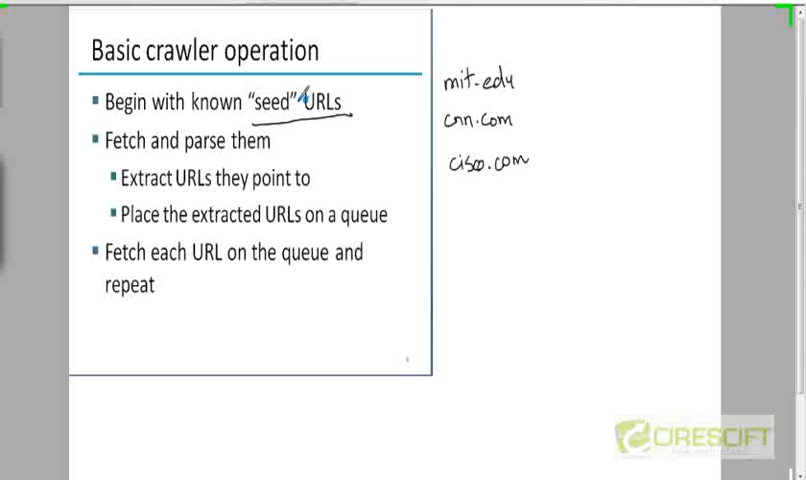 Basic crawler operation
Begin with known “seed” URLs
Fetch and parse them
Extract URLs they point to
Place the extracted URLs on a queue
Fetch each URL on the queue and
repeat
mit.edu
cnn.com
cisco.com